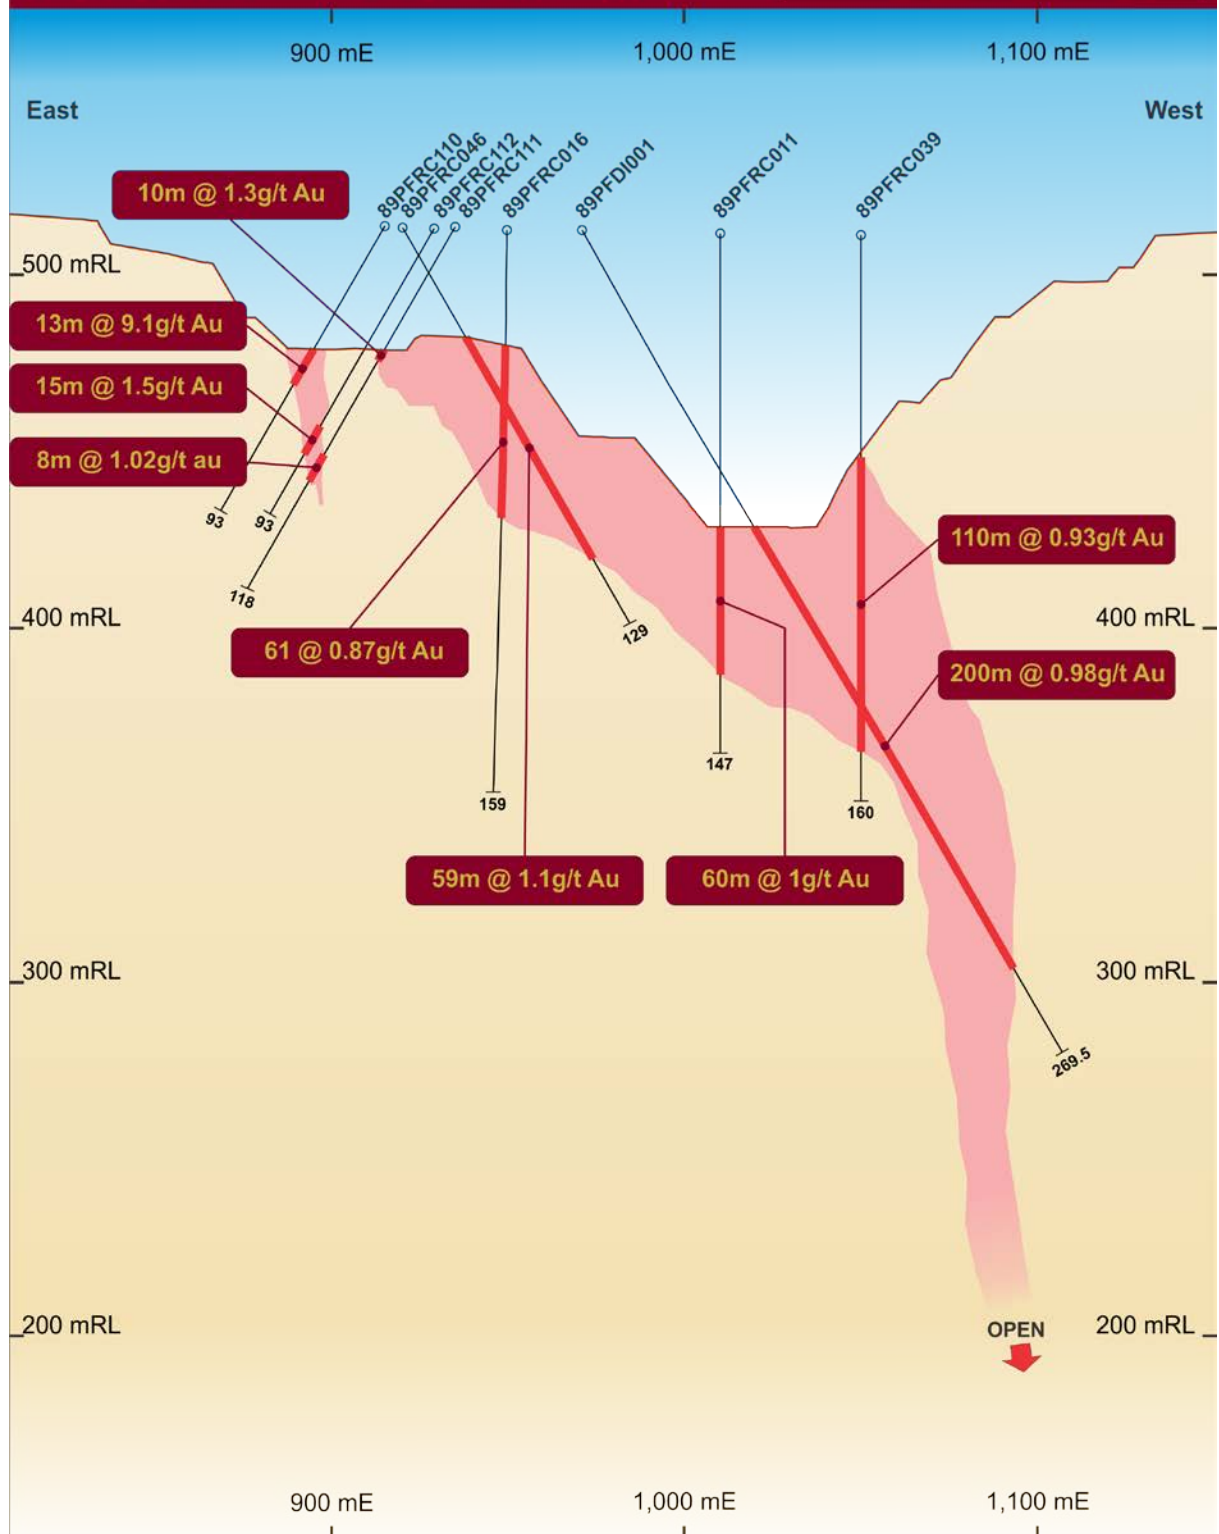 900 mE
1,000 mE
1,100 mE
East
West
89PFRC110
89PFRC046
89PFRC112
89PFRC111
89PFRC016
89PFDI001
89PFRC011
89PFRC039
10m @ 1.3g/t Au
500 mRL
13m @ 9.1g/t Au
15m @ 1.5g/t Au
8m @ 1.02g/t au
93
93
110m @ 0.93g/t Au
118
400 mRL
400 mRL
129
61 @ 0.87g/t Au
200m @ 0.98g/t Au
147
159
160
59m @ 1.1g/t Au
60m @ 1g/t Au
300 mRL
300 mRL
269.5
200 mRL
OPEN
200 mRL
900 mE
1,000 mE
1,100 mE